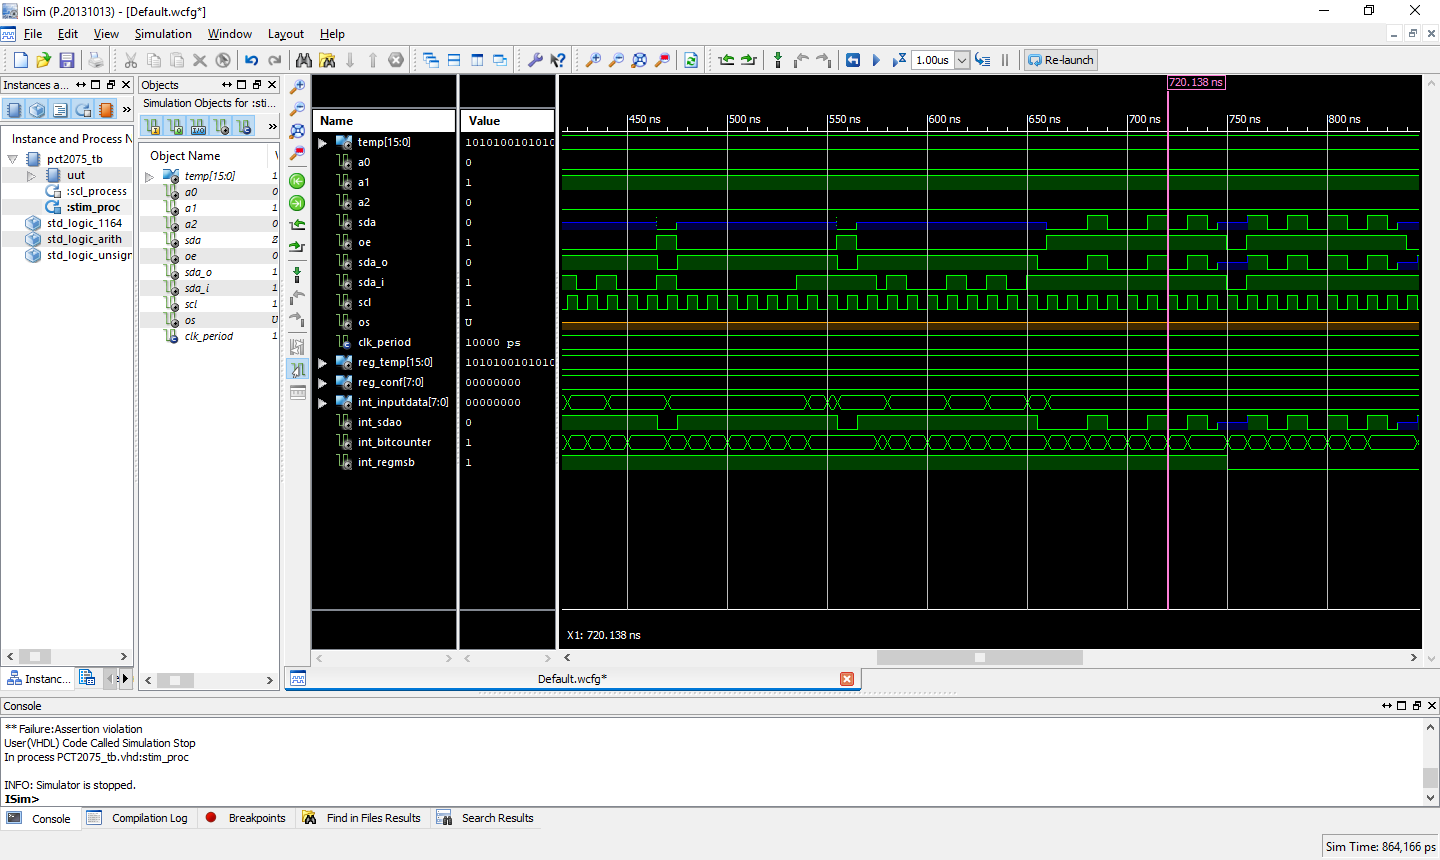 ISim (P.20131013) - [Default.wcfg*]
File Edit View Simulation Window Layout Help
1.00us Re-launch
Instances a...
Instance and Process N
pct2075_tb
uut
:scl_process
:stim_proc
std_logic_1164
std_logic_arith
std_logic_unsign
Instanc...
Objects
Simulation Objects for :sti...
Object Name
temp[15:0] 1
a0 0
a1 1
a2 0
sda Z
oe 0
sda_o 1
sda_i 1
scl 1
os U
clk_period 1
Name Value
temp[15:0] 101010010101
a0 0
a1 1
a2 0
sda 0
oe 1
sda_o 0
sda_i 1
scl 1
os U
clk_period 10000 ps
reg_temp[15:0] 1010100101010
reg_conf[7:0] 00000000
int_inputdata[7:0] 00000000
int_sdao 0
int_bitcounter 1
int_regmsb 1
720.138 ns
450 ns 500 ns 550 ns 600 ns 650 ns 700 ns 750 ns 800 ns
X1: 720.138 ns
Default.wcfg*
Console
** Failure:Assertion violation
User(VHDL) Code Called Simulation Stop
In process PCT2075_tb.vhd:stim_proc
INFO: Simulator is stopped.
ISim>
Console Compilation Log Breakpoints Find in Files Results Search Results
Sim Time: 864,166 ps